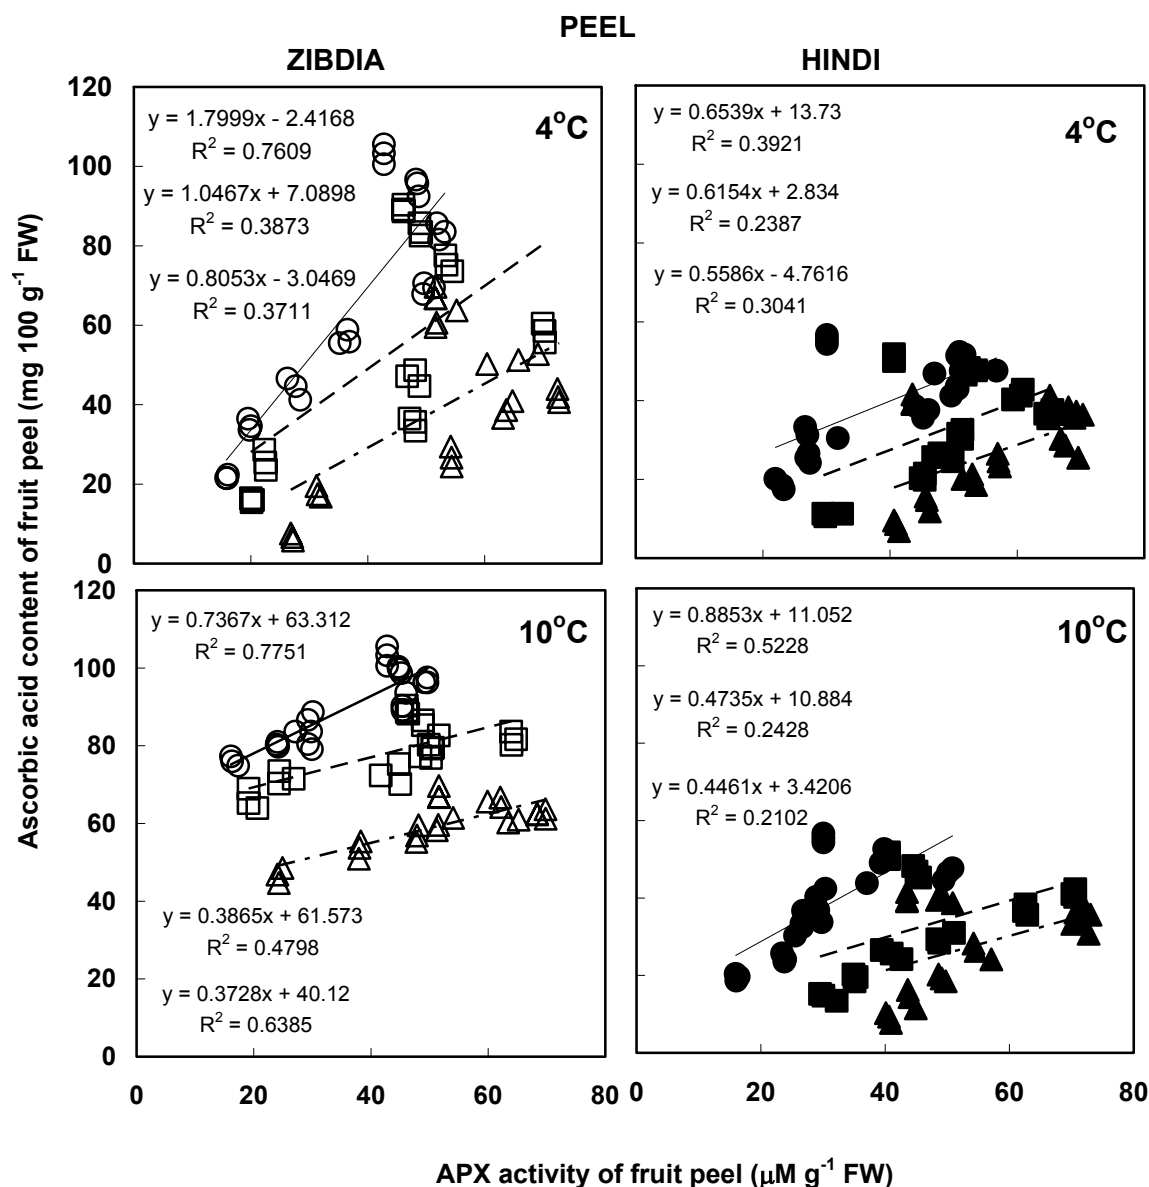 PEEL
ZIBDIA
HINDI
Ascorbic acid content of fruit peel (mg 100 g⁻¹ FW)
120
100
80
60
40
20
0
y = 1.7999x - 2.4168
R² = 0.7609
y = 1.0467x + 7.0898
R² = 0.3873
y = 0.8053x - 3.0469
R² = 0.3711
4°C
y = 0.6539x + 13.73
R² = 0.3921
y = 0.6154x + 2.834
R² = 0.2387
y = 0.5586x - 4.7616
R² = 0.3041
4°C
120
100
80
60
40
20
0
y = 0.7367x + 63.312
R² = 0.7751
10°C
y = 0.3865x + 61.573
R² = 0.4798
y = 0.3728x + 40.12
R² = 0.6385
y = 0.8853x + 11.052
R² = 0.5228
10°C
y = 0.4735x + 10.884
R² = 0.2428
y = 0.4461x + 3.4206
R² = 0.2102
0 20 40 60 80
0 20 40 60 80
APX activity of fruit peel (μM g⁻¹ FW)